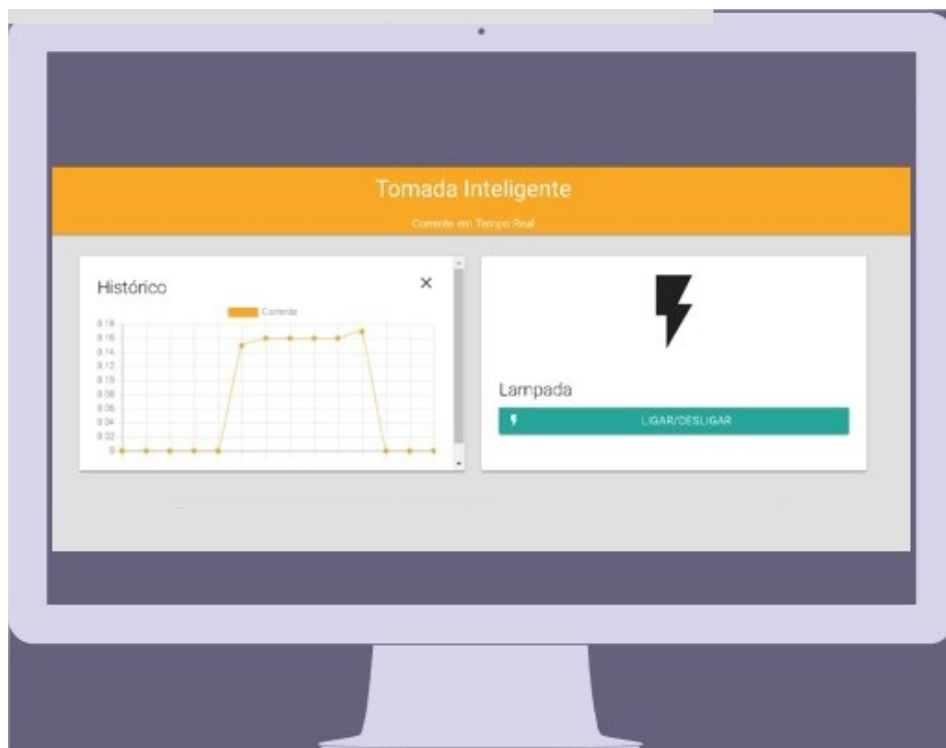 Tomada Inteligente
Corrente em Tempo Real
Histórico
Corrente
0.18
0.16
0.14
0.12
0.10
0.08
0.06
0.04
0.02
0
Lampada
LIGAR/DESLIGAR